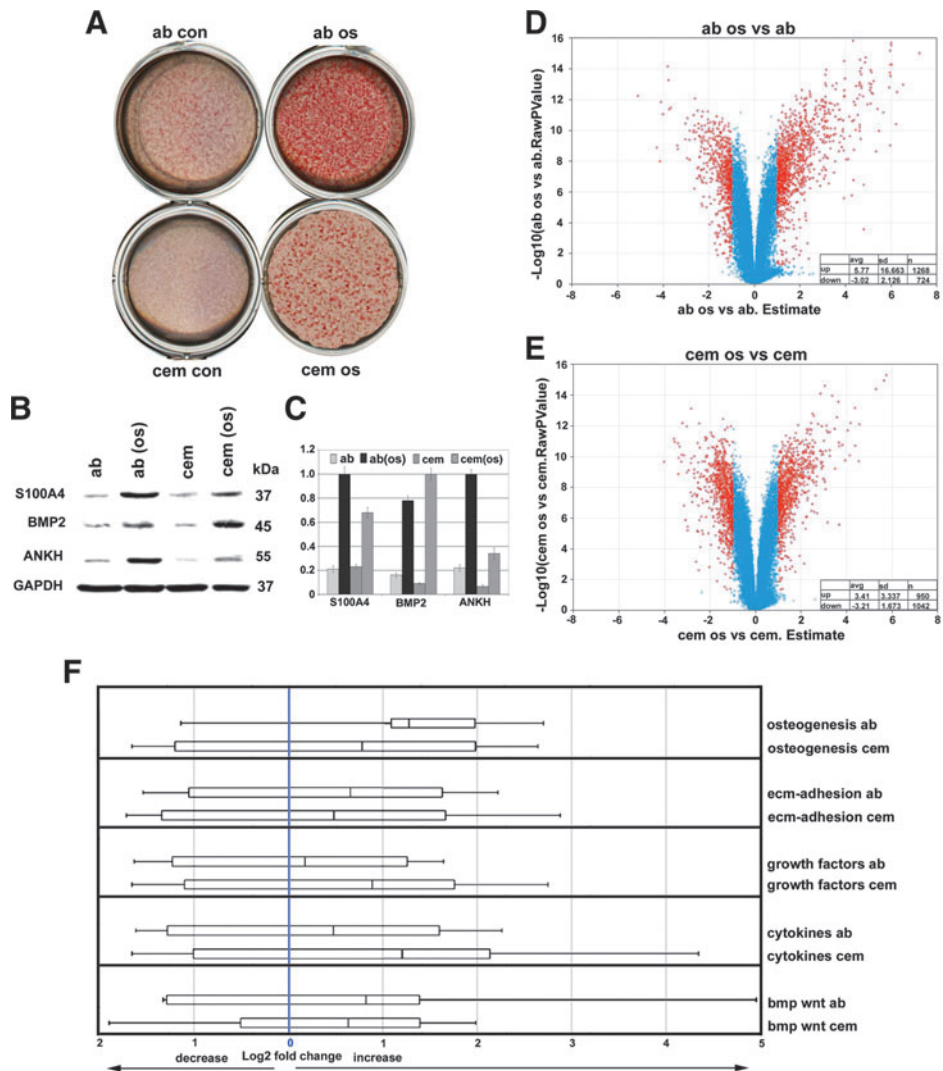 A
ab con
ab os
cem con
cem os
B
ab
ab (os)
cem
cem (os)
kDa
S100A4
37
BMP2
45
ANKH
55
GAPDH
37
C
ab ab(os) cem cem(os)
1.2
1.0
0.8
0.6
0.4
0.2
0
S100A4 BMP2 ANKH
D
ab os vs ab
-Log10(ab os vs ab.RawPValue)
16
14
12
10
8
6
4
2
0
avg sd n
up 5.77 16.663 1268
down -3.02 2.126 724
-8 -6 -4 -2 0 2 4 6 8
ab os vs ab. Estimate
E
cem os vs cem
-Log10(cem os vs cem.RawPValue)
16
14
12
10
8
6
4
2
0
avg sd n
up 3.41 3.337 950
down -3.21 1.673 1042
-8 -6 -4 -2 0 2 4 6 8
cem os vs cem. Estimate
F
osteogenesis ab
osteogenesis cem
ecm-adhesion ab
ecm-adhesion cem
growth factors ab
growth factors cem
cytokines ab
cytokines cem
bmp wnt ab
bmp wnt cem
2 1 0 1 2 3 4 5
decrease Log2 fold change increase